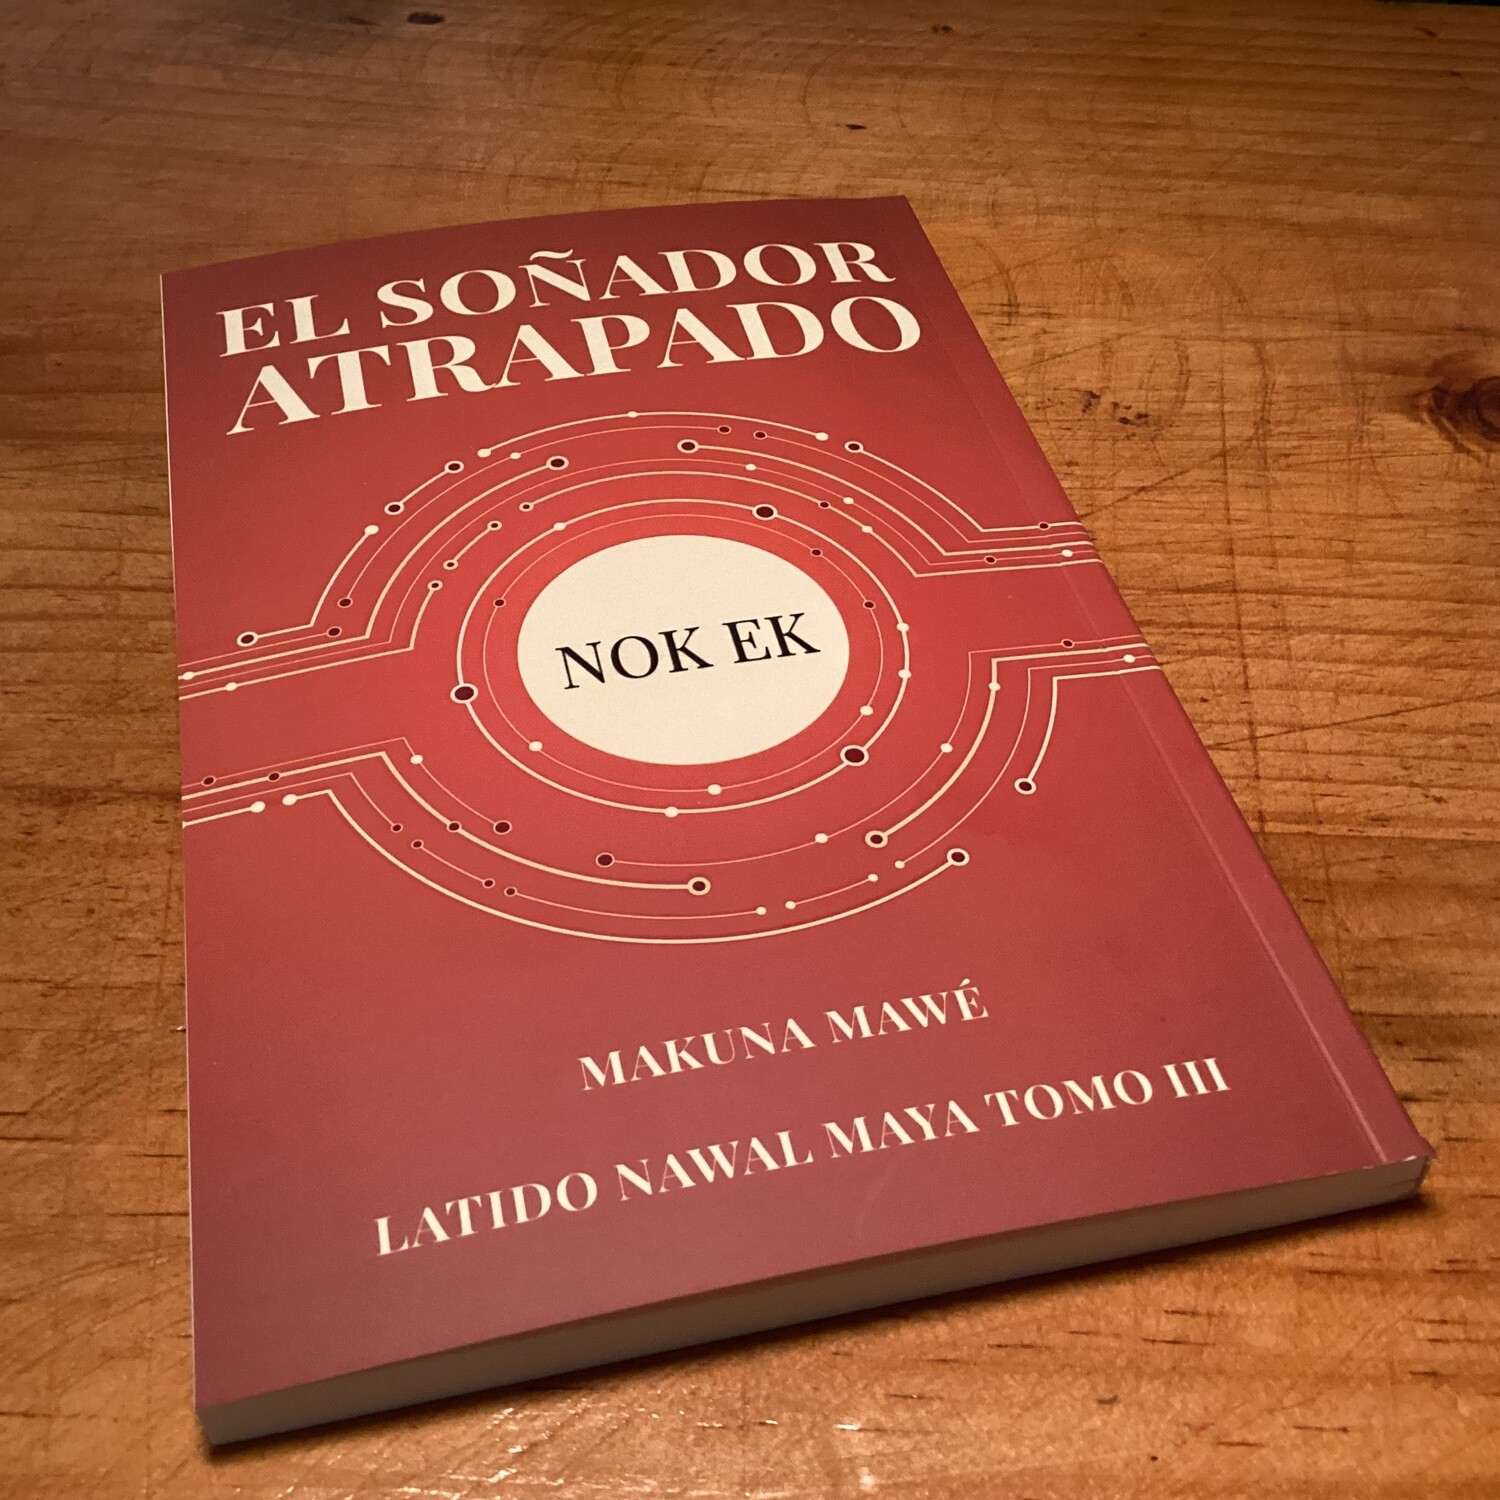 EL SOÑADOR
ATRAPADO
NOK EK
MAKUNA MAWÉ
LATIDO NAWAL MAYA TOMO III